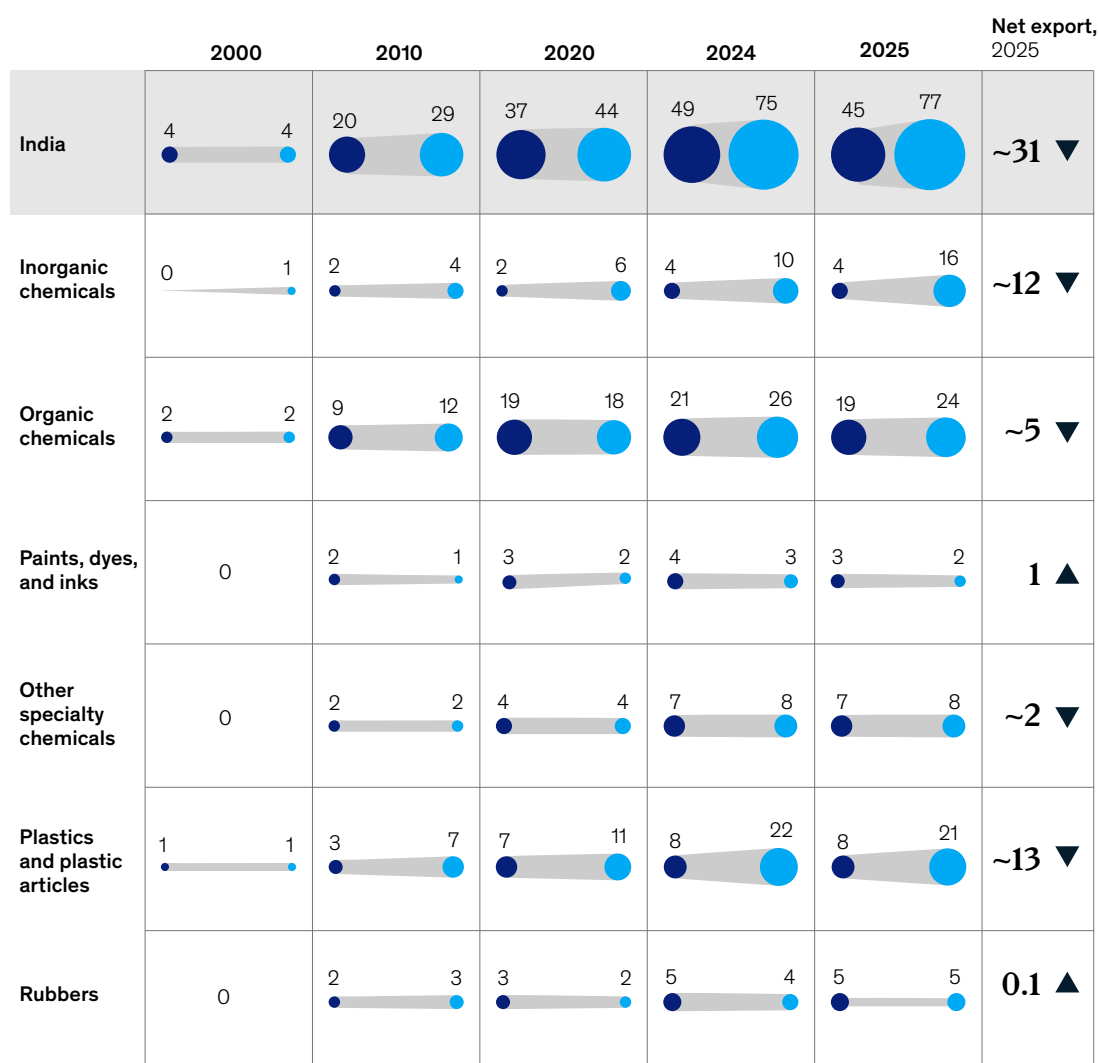 Net export,
2000 2010 2020 2024 2025 2025
India 4 4 20 29 37 44 49 75 45 77 ~31 ▼
Inorganic
chemicals 0 1 2 4 2 6 4 10 4 16 ~12 ▼
Organic
chemicals 2 2 9 12 19 18 21 26 19 24 ~5 ▼
Paints, dyes,
and inks 0 2 1 3 2 4 3 3 2 1 ▲
Other
specialty
chemicals 0 2 2 4 4 7 8 7 8 ~2 ▼
Plastics
and plastic
articles 1 1 3 7 7 11 8 22 8 21 ~13 ▼
Rubbers 0 2 3 3 2 5 4 5 5 0.1 ▲